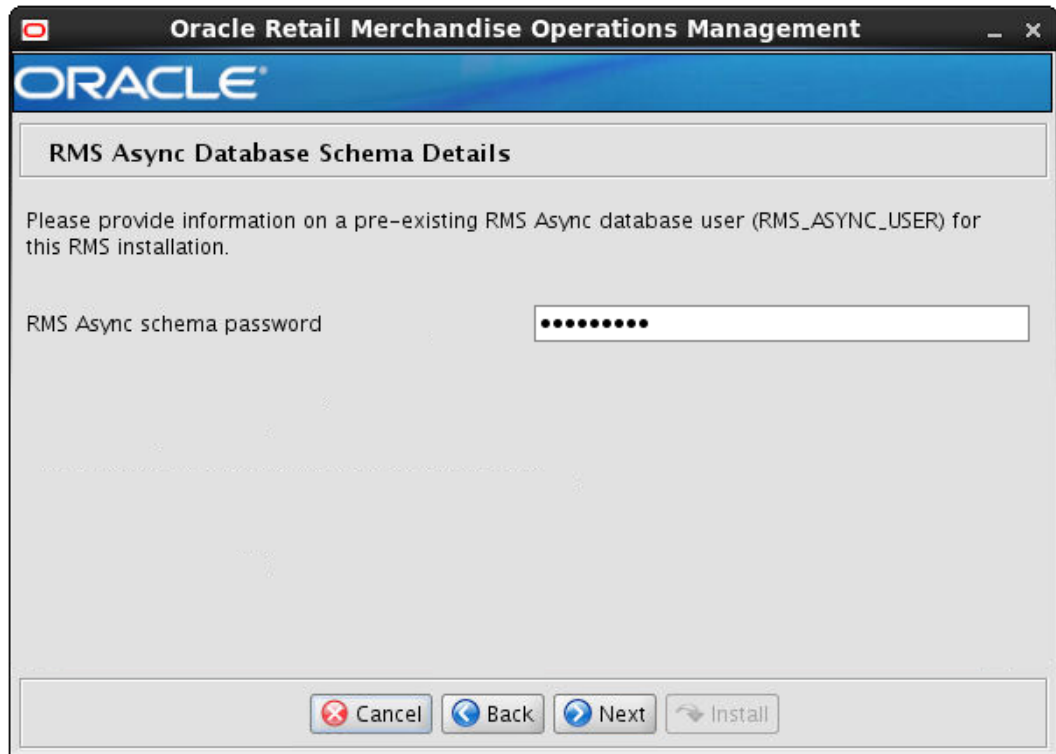 Oracle Retail Merchandise Operations Management
ORACLE
RMS Async Database Schema Details
Please provide information on a pre-existing RMS Async database user (RMS_ASYNC_USER) for
this RMS installation.
RMS Async schema password
Cancel Back Next Install